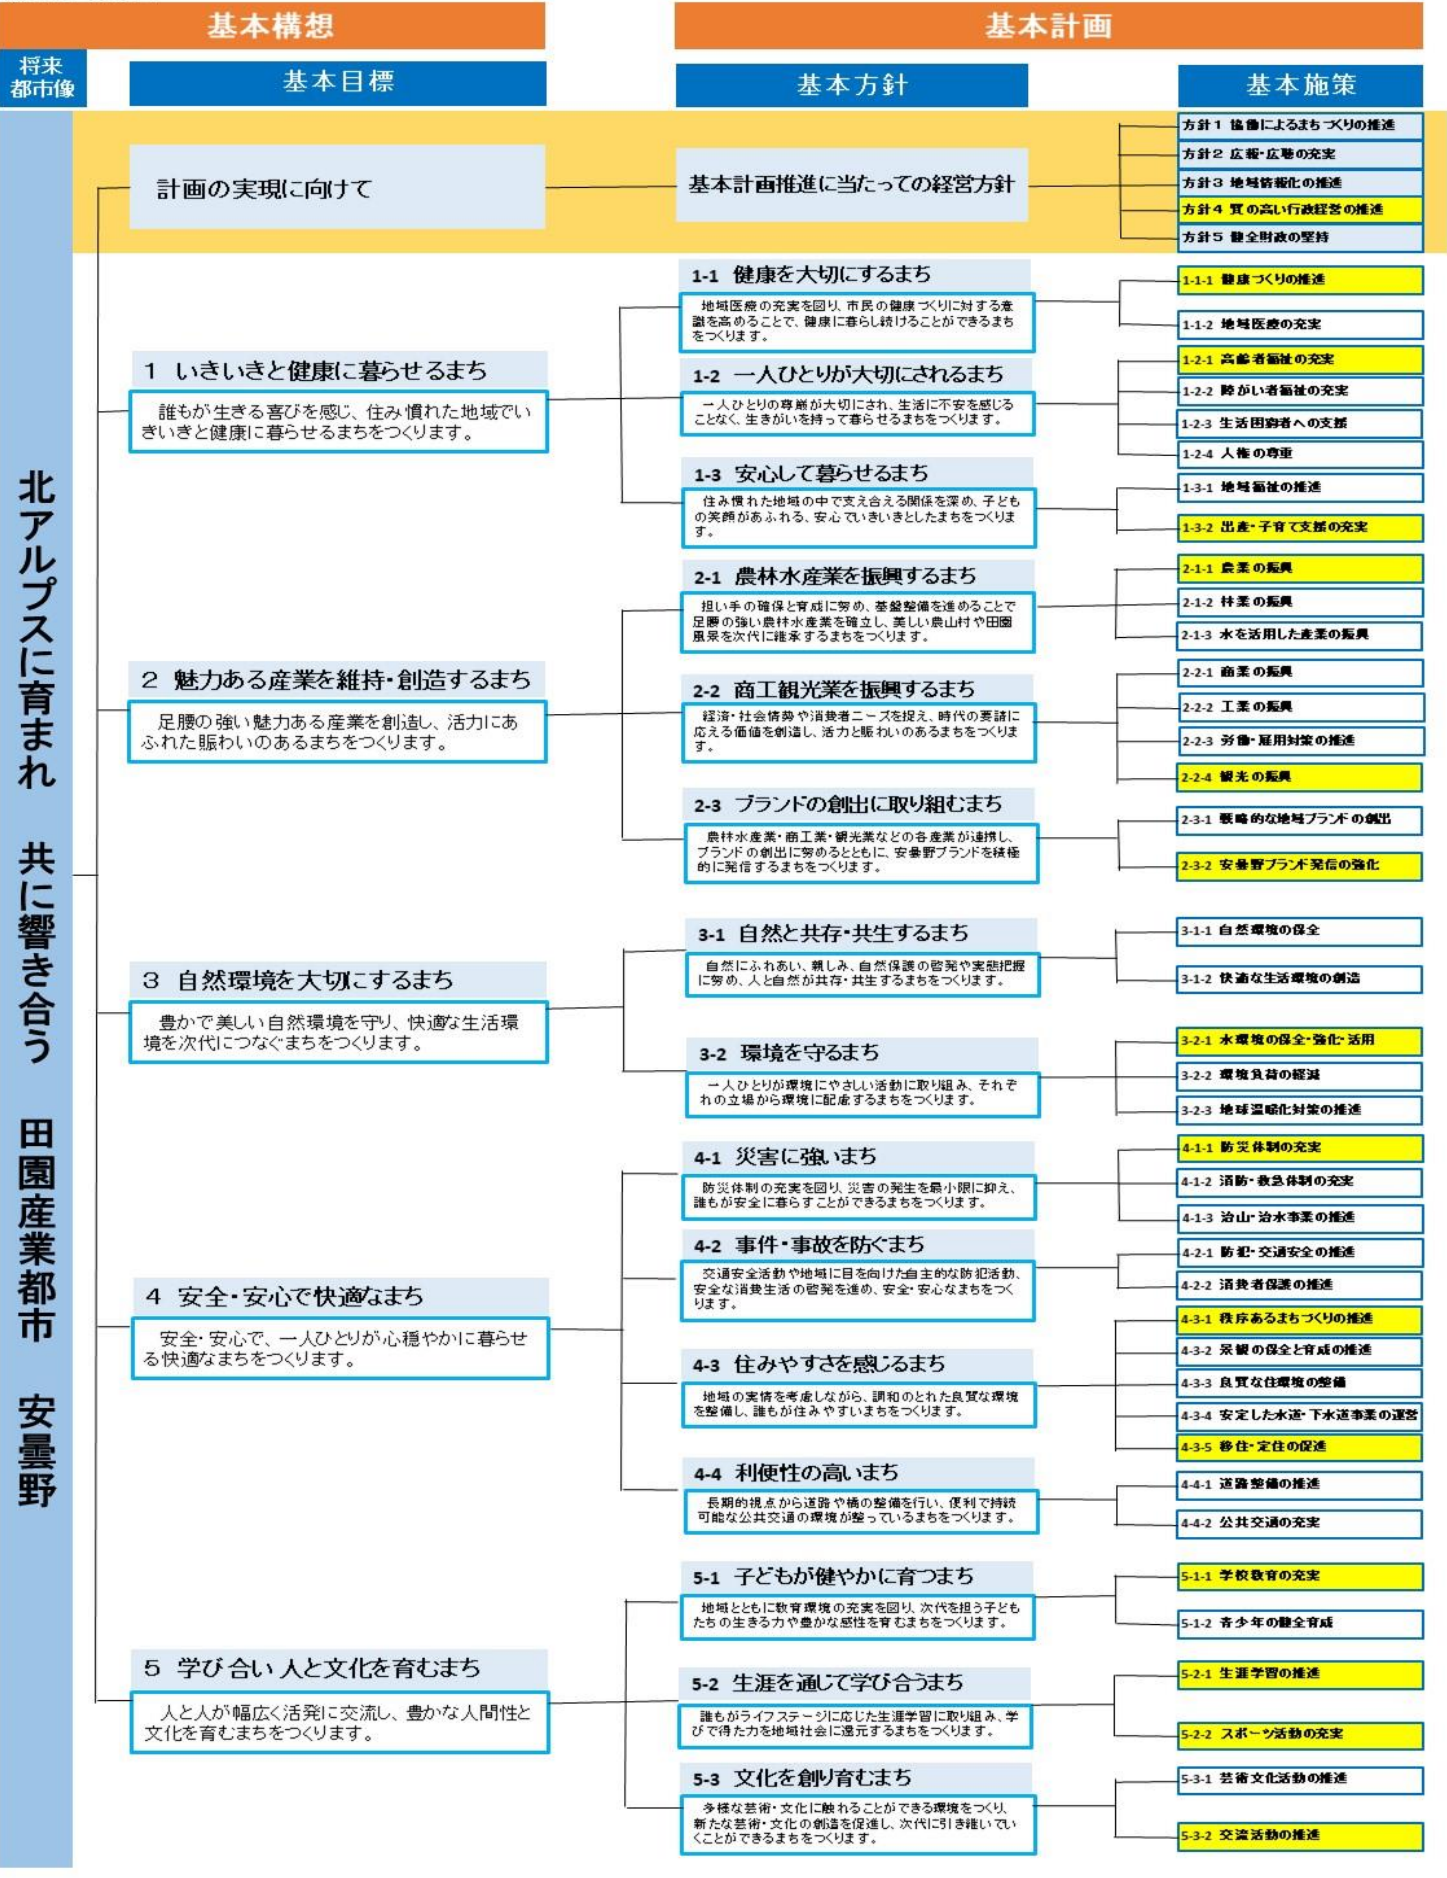 基本構想
基本計画
将来
都市像
基本目標
基本方針
基本施策
北アルプスに育まれ　共に響き合う　田園産業都市　安曇野
計画の実現に向けて
基本計画推進に当たっての経営方針
方針1 協働によるまちづくりの推進
方針2 広報・広聴の充実
方針3 地域情報化の推進
方針4 質の高い行政経営の推進
方針5 健全財政の堅持
1 いきいきと健康に暮らせるまち
誰もが生きる喜びを感じ、住み慣れた地域でい
きいきと健康に暮らせるまちをつくります。
1-1 健康を大切にするまち
地域医療の充実を図り、市民の健康づくりに対する意
識を高めることで、健康に暮らし続けることができるまち
をつくります。
1-1-1 健康づくりの推進
1-1-2 地域医療の充実
1-2 一人ひとりが大切にされるまち
一人ひとりの尊厳が大切にされ、生活に不安を感じる
ことなく、生きがいを持って暮らせるまちをつくります。
1-2-1 高齢者福祉の充実
1-2-2 障がい者福祉の充実
1-2-3 生活困窮者への支援
1-2-4 人権の尊重
1-3 安心して暮らせるまち
住み慣れた地域の中で支え合える関係を深め、子ども
の笑顔があふれる、安心でいきいきとしたまちをつくりま
す。
1-3-1 地域福祉の推進
1-3-2 出産・子育て支援の充実
2 魅力ある産業を維持・創造するまち
足腰の強い魅力ある産業を創造し、活力にあ
ふれた賑わいのあるまちをつくります。
2-1 農林水産業を振興するまち
担い手の確保と育成に努め、基盤整備を進めることで
足腰の強い農林水産業を確立し、美しい農山村や田園
風景を次代に継承するまちをつくります。
2-1-1 農業の振興
2-1-2 林業の振興
2-1-3 水を活用した産業の振興
2-2 商工観光業を振興するまち
経済・社会情勢や消費者ニーズを捉え、時代の要請に
応える価値を創造し、活力と賑わいのあるまちをつくりま
す。
2-2-1 商業の振興
2-2-2 工業の振興
2-2-3 労働・雇用対策の推進
2-2-4 観光の振興
2-3 ブランドの創出に取り組むまち
農林水産業・商工業・観光業などの各産業が連携し、
ブランドの創出に努めるとともに、安曇野ブランドを積極
的に発信するまちをつくります。
2-3-1 戦略的な地域ブランドの創出
2-3-2 安曇野ブランド発信の強化
3 自然環境を大切にするまち
豊かで美しい自然環境を守り、快適な生活環
境を次代につなぐまちをつくります。
3-1 自然と共存・共生するまち
自然にふれあい、親しみ、自然保護の啓発や実態把握
に努め、人と自然が共存・共生するまちをつくります。
3-1-1 自然環境の保全
3-1-2 快適な生活環境の創造
3-2 環境を守るまち
一人ひとりが環境にやさしい活動に取り組み、それぞ
れの立場から環境に配慮するまちをつくります。
3-2-1 水環境の保全・強化・活用
3-2-2 環境負荷の軽減
3-2-3 地球温暖化対策の推進
4 安全・安心で快適なまち
安全・安心で、一人ひとりが心穏やかに暮らせ
る快適なまちをつくります。
4-1 災害に強いまち
防災体制の充実を図り、災害の発生を最小限に抑え、
誰もが安全に暮らすことができるまちをつくります。
4-1-1 防災体制の充実
4-1-2 消防・救急体制の充実
4-1-3 治山・治水事業の推進
4-2 事件・事故を防ぐまち
交通安全活動や地域に目を向けた自主的な防犯活動、
安全な消費生活の啓発を進め、安全・安心なまちをつく
ります。
4-2-1 防犯・交通安全の推進
4-2-2 消費者保護の推進
4-3 住みやすさを感じるまち
地域の実情を考慮しながら、調和のとれた良質な環境
を整備し、誰もが住みやすいまちをつくります。
4-3-1 秩序あるまちづくりの推進
4-3-2 景観の保全と育成の推進
4-3-3 良質な住環境の整備
4-3-4 安定した水道・下水道事業の運営
4-3-5 移住・定住の促進
4-4 利便性の高いまち
長期的視点から道路や橋の整備を行い、便利で持続
可能な公共交通の環境が整っているまちをつくります。
4-4-1 道路整備の推進
4-4-2 公共交通の充実
5 学び合い 人と文化を育むまち
人と人が幅広く活発に交流し、豊かな人間性と
文化を育むまちをつくります。
5-1 子どもが健やかに育つまち
地域とともに教育環境の充実を図り、次代を担う子ども
たちの生きる力や豊かな感性を育むまちをつくります。
5-1-1 学校教育の充実
5-1-2 青少年の健全育成
5-2 生涯を通じて学び合うまち
誰もがライフステージに応じた生涯学習に取り組み、学
びで得た力を地域社会に還元するまちをつくります。
5-2-1 生涯学習の推進
5-2-2 スポーツ活動の充実
5-3 文化を創り育むまち
多様な芸術・文化に触れることができる環境をつくり、
新たな芸術・文化の創造を促進し、次代に引き継いでい
くことができるまちをつくります。
5-3-1 芸術文化活動の推進
5-3-2 交流活動の推進